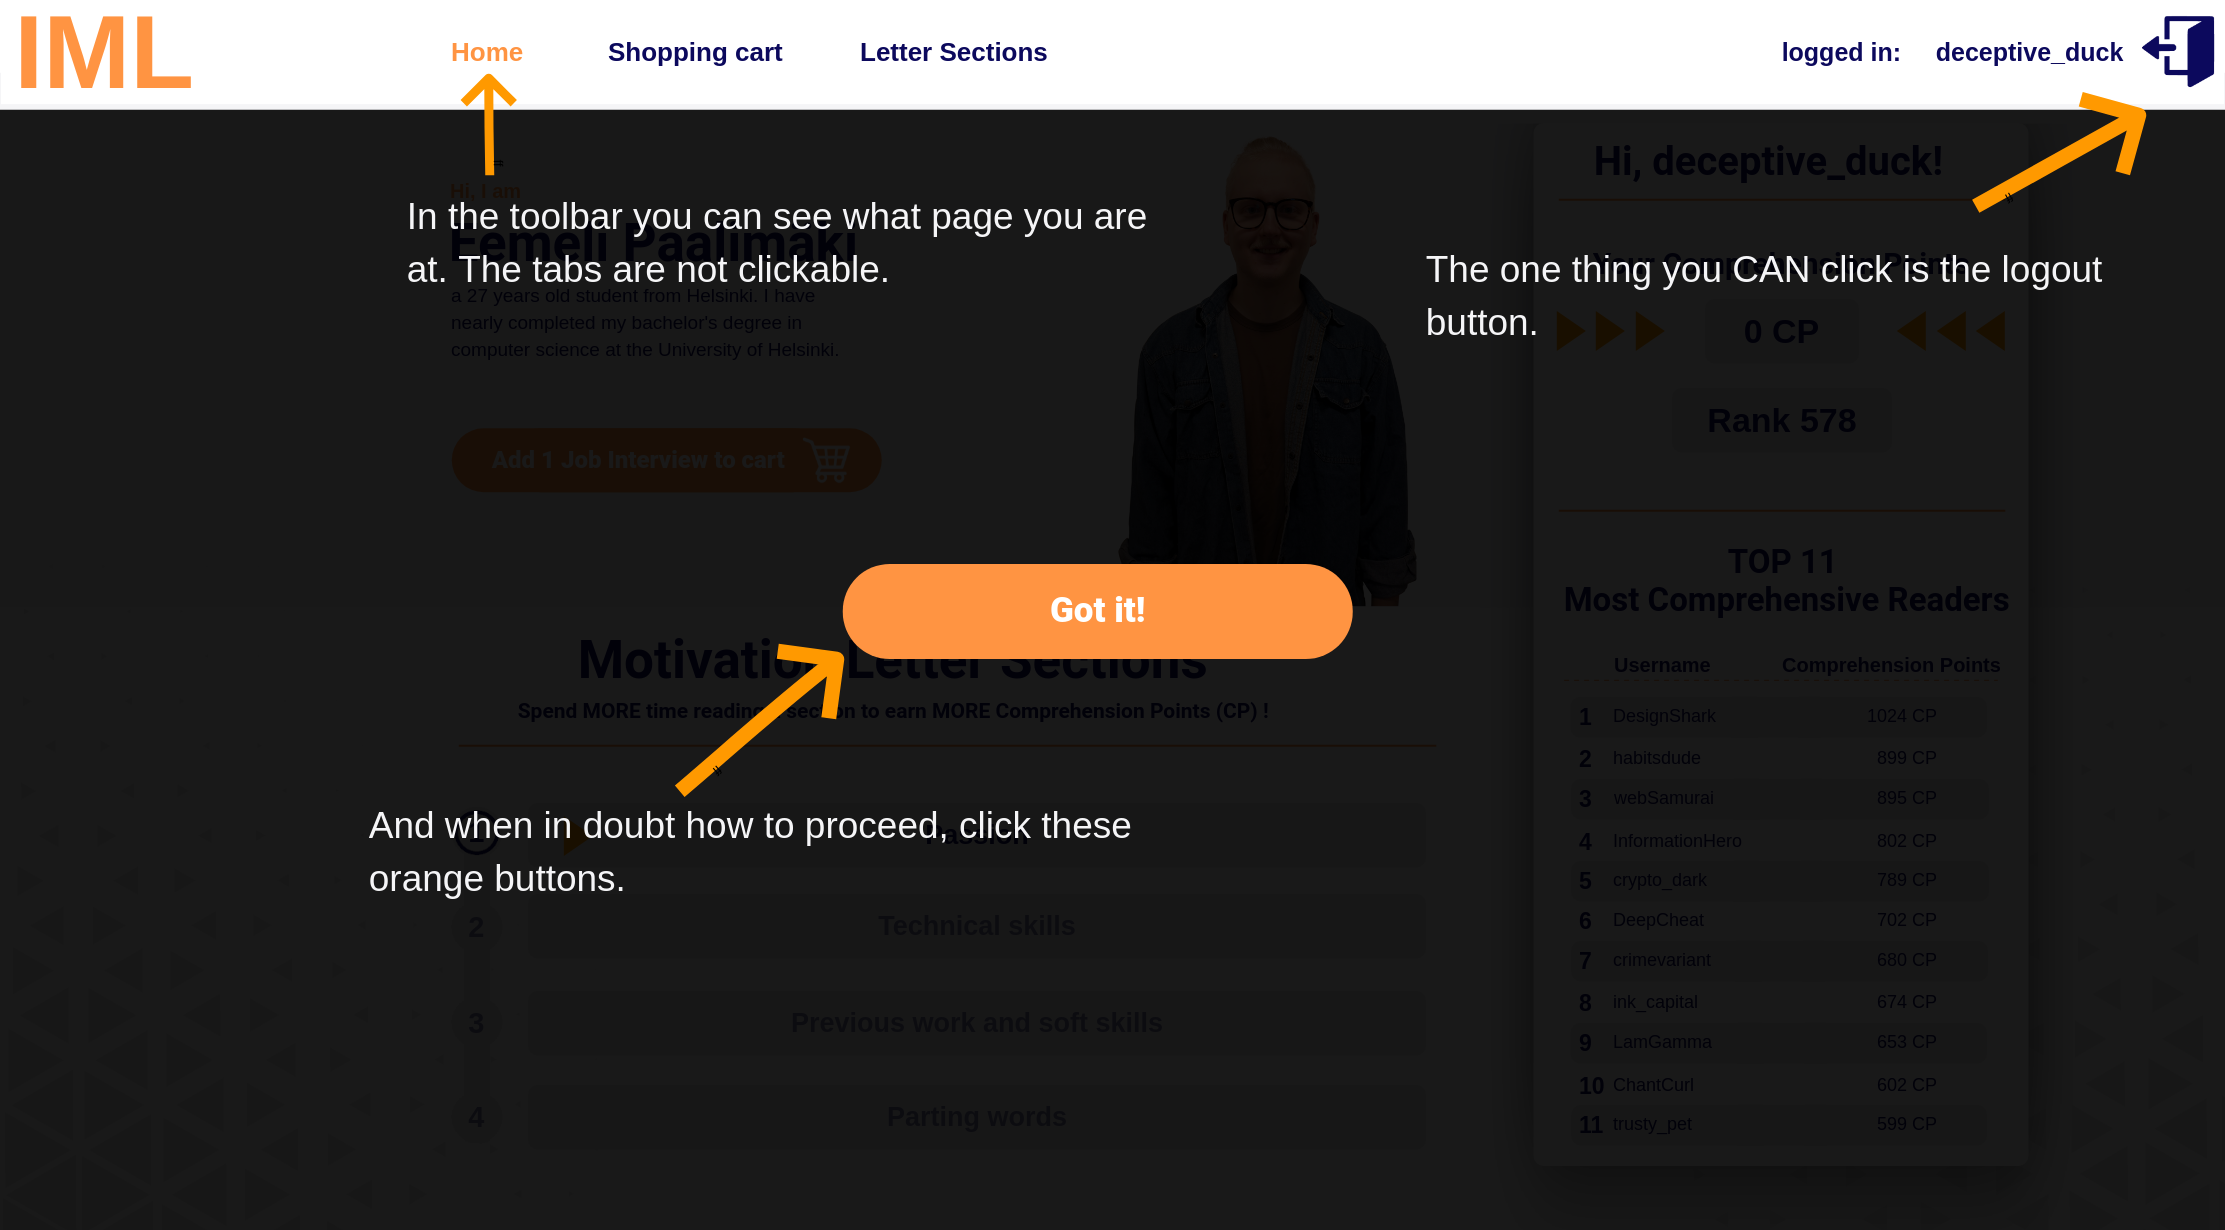 IML
Home
Shopping cart
Letter Sections
logged in: deceptive_duck
Hi, I am
Eemeli Paalimäki
In the toolbar you can see what page you are
at. The tabs are not clickable.
a 27 years old student from Helsinki. I have
nearly completed my bachelor's degree in
computer science at the University of Helsinki.
Add 1 Job Interview to cart
Hi, deceptive_duck!
Your Comprehension Points
The one thing you CAN click is the logout
button.
0 CP
Rank 578
Got it!
Motivation Letter Sections
Spend MORE time reading a section to earn MORE Comprehension Points (CP) !
And when in doubt how to proceed, click these
orange buttons.
1 Passion
2 Technical skills
3 Previous work and soft skills
4 Parting words
TOP 11
Most Comprehensive Readers
Username Comprehension Points
1 DesignShark 1024 CP
2 habitsdude 899 CP
3 webSamurai 895 CP
4 InformationHero 802 CP
5 crypto_dark 789 CP
6 DeepCheat 702 CP
7 crimevariant 680 CP
8 ink_capital 674 CP
9 LamGamma 653 CP
10 ChantCurl 602 CP
11 trusty_pet 599 CP